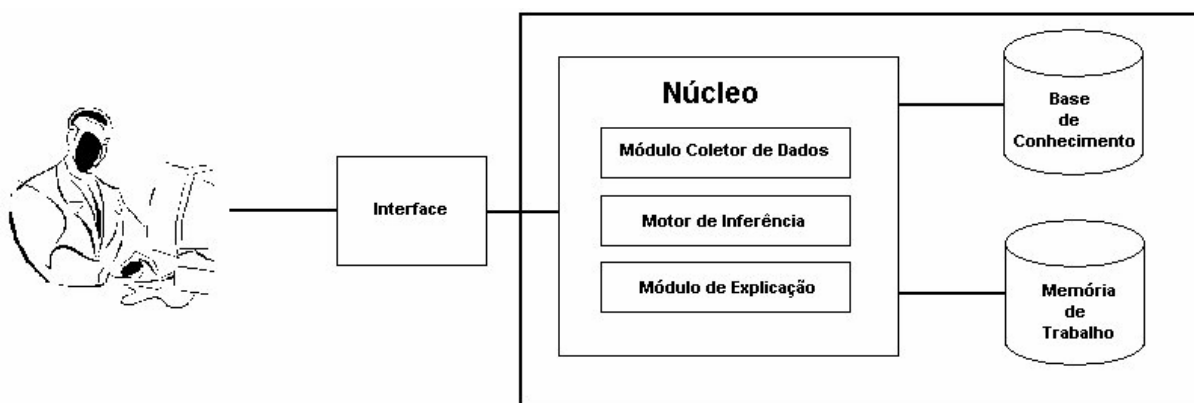 Núcleo
Módulo Coletor de Dados
Motor de Inferência
Módulo de Explicação
Interface
Base
de
Conhecimento
Memória
de
Trabalho